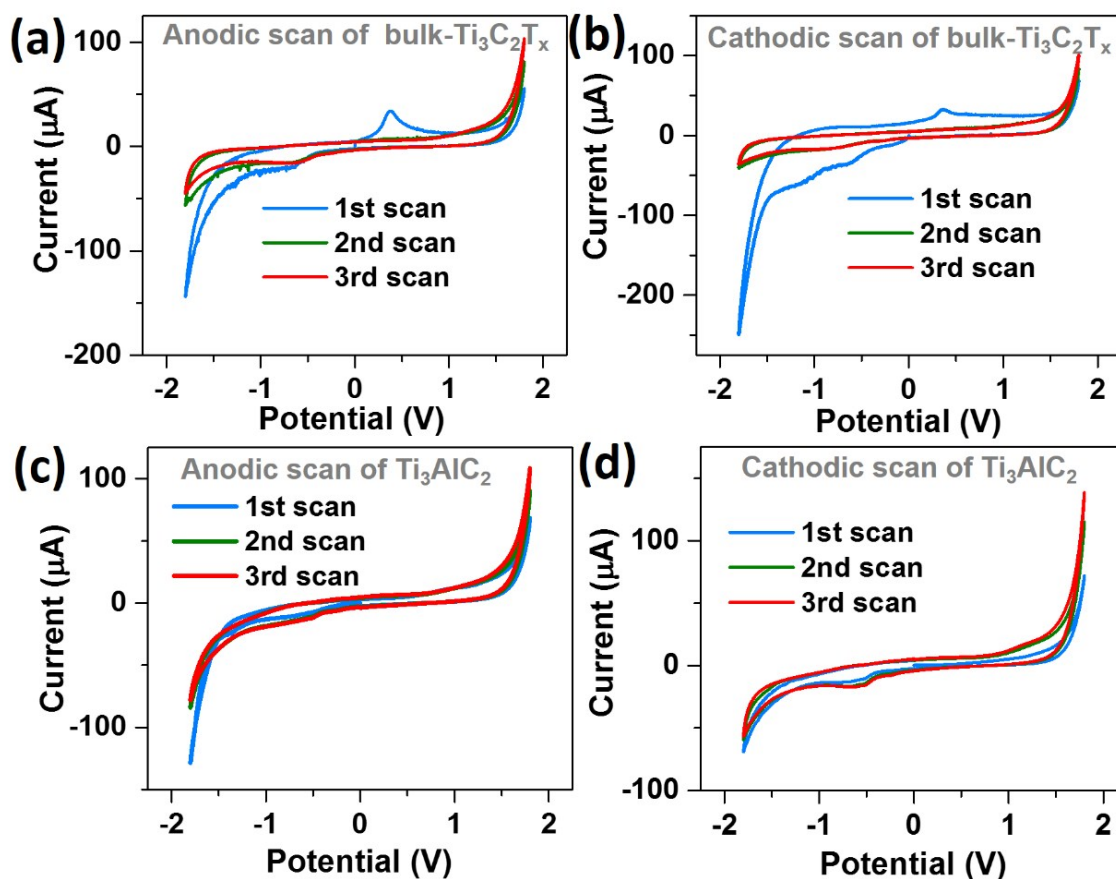 (a)
Anodic scan of bulk-Ti₃C₂Tₓ
Current (μA)
100
0
-100
-200
1st scan
2nd scan
3rd scan
-2 -1 0 1 2
Potential (V)
(b)
Cathodic scan of bulk-Ti₃C₂Tₓ
Current (μA)
100
0
-100
-200
1st scan
2nd scan
3rd scan
-2 -1 0 1 2
Potential (V)
(c)
Anodic scan of Ti₃AlC₂
Current (μA)
100
0
-100
1st scan
2nd scan
3rd scan
-2 -1 0 1 2
Potential (V)
(d)
Cathodic scan of Ti₃AlC₂
Current (μA)
100
0
-100
1st scan
2nd scan
3rd scan
-2 -1 0 1 2
Potential (V)